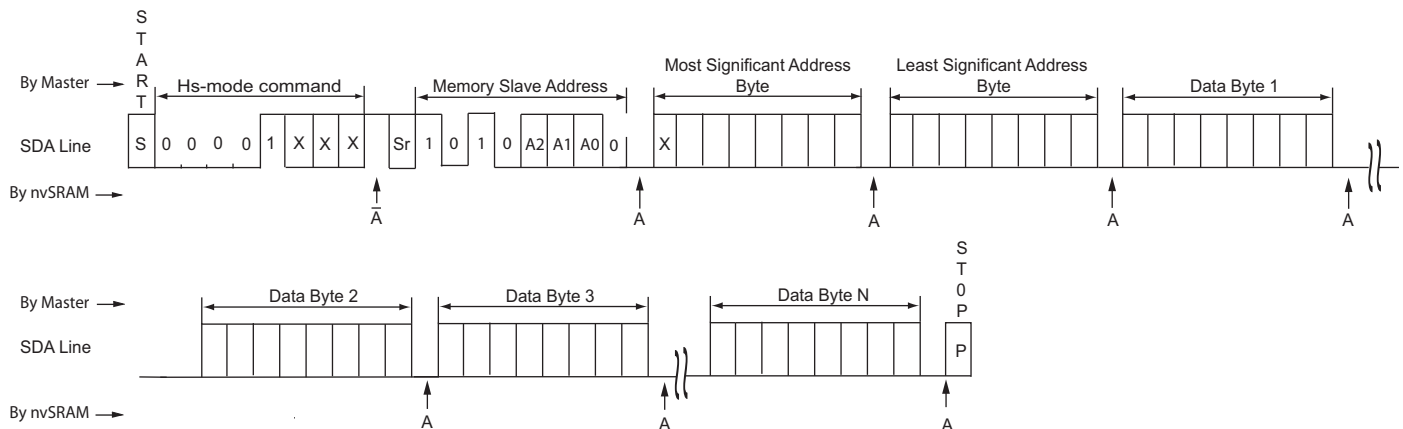 START
By Master
Hs-mode command
Memory Slave Address
Most Significant Address
Byte
Least Significant Address
Byte
Data Byte 1
SDA Line
S 0 0 0 0 1 X X X Sr 1 0 1 0 A2 A1 A0 0 X
By nvSRAM
A̅ A A A A
ST0P
By Master
Data Byte 2
Data Byte 3
Data Byte N
SDA Line
P
By nvSRAM
A A A